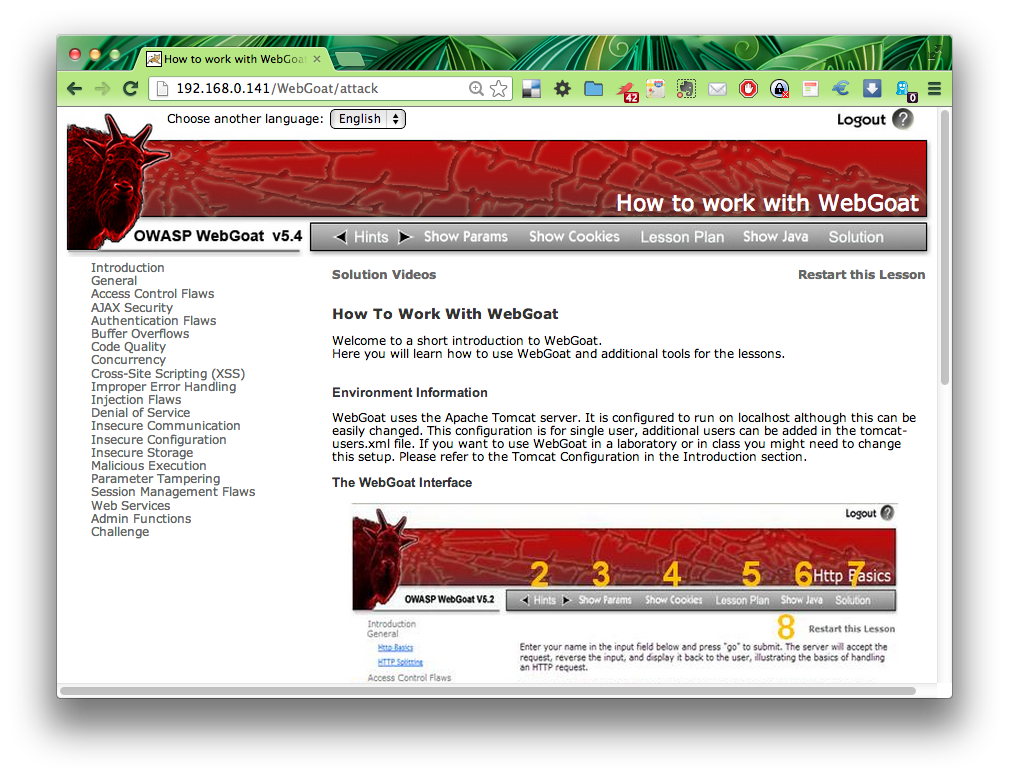 How to work with WebGoa
192.168.0.141/WebGoat/attack
42
0
Choose another language: English
Logout ?
How to work with WebGoat
OWASP WebGoat v5.4
Hints Show Params Show Cookies Lesson Plan Show Java Solution
Introduction
General
Access Control Flaws
AJAX Security
Authentication Flaws
Buffer Overflows
Code Quality
Concurrency
Cross-Site Scripting (XSS)
Improper Error Handling
Injection Flaws
Denial of Service
Insecure Communication
Insecure Configuration
Insecure Storage
Malicious Execution
Parameter Tampering
Session Management Flaws
Web Services
Admin Functions
Challenge
Solution Videos Restart this Lesson
How To Work With WebGoat
Welcome to a short introduction to WebGoat.
Here you will learn how to use WebGoat and additional tools for the lessons.
Environment Information
WebGoat uses the Apache Tomcat server. It is configured to run on localhost although this can be
easily changed. This configuration is for single user, additional users can be added in the tomcat-
users.xml file. If you want to use WebGoat in a laboratory or in class you might need to change
this setup. Please refer to the Tomcat Configuration in the Introduction section.
The WebGoat Interface
Logout ?
2 3 4 5 6 7
Http Basics
OWASP WebGoat V5.2
Hints Show Params Show Cookies Lesson Plan Show Java Solution
8
Restart this Lesson
Introduction
General
Http Basics
HTTP Splitting
Access Control Flaws
Enter your name in the input field below and press "go" to submit. The server will accept the
request, reverse the input, and display it back to the user, illustrating the basics of handling
an HTTP request.